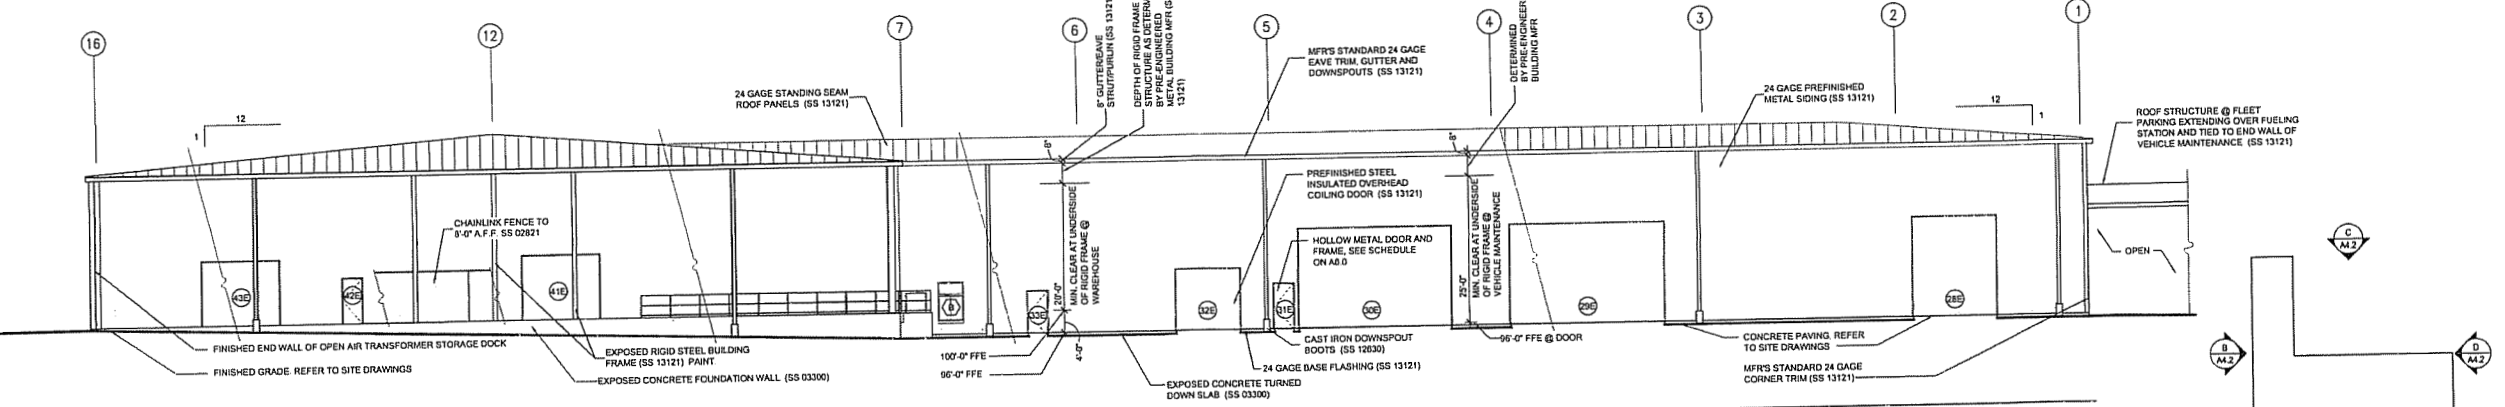 16
12
7
6
5
4
3
2
1
8" GUTTER/EAVE
STRUT/PURLIN (SS 13121
DEPTH OF RIGID FRAME
STRUCTURE AS DETERM
BY PRE-ENGINEERED
METAL BUILDING MFR (S
13121)
MFR'S STANDARD 24 GAGE
EAVE TRIM, GUTTER AND
DOWNSPOUTS (SS 13121)
DETERMINED
BY PRE-ENGINEER
BUILDING MFR
24 GAGE STANDING SEAM
ROOF PANELS (SS 13121)
24 GAGE PREFINISHED
METAL SIDING (SS 13121)
12
1
12
1
ROOF STRUCTURE @ FLEET
PARKING EXTENDING OVER FUELING
STATION AND TIED TO END WALL OF
VEHICLE MAINTENANCE (SS 13121)
8"
8"
PREFINISHED STEEL
INSULATED OVERHEAD
COILING DOOR (SS 13121)
CHAINLINK FENCE TO
8'-0" A.F.F. SS 02821
20'-0"
MIN. CLEAR AT UNDERSIDE
OF RIGID FRAME @
WAREHOUSE
HOLLOW METAL DOOR AND
FRAME, SEE SCHEDULE
ON A6.0
25'-0"
MIN. CLEAR AT UNDERSIDE
OF RIGID FRAME @
VEHICLE MAINTENANCE
OPEN
C
A4.2
43E
42E
41E
B
33E
32E
31E
30E
29E
28E
FINISHED END WALL OF OPEN AIR TRANSFORMER STORAGE DOCK
FINISHED GRADE. REFER TO SITE DRAWINGS
EXPOSED RIGID STEEL BUILDING
FRAME (SS 13121) PAINT
EXPOSED CONCRETE FOUNDATION WALL (SS 03300)
100'-0" FFE
96'-0" FFE
4'-0"
EXPOSED CONCRETE TURNED
DOWN SLAB (SS 03300)
24 GAGE BASE FLASHING (SS 13121)
CAST IRON DOWNSPOUT
BOOTS (SS 12630)
96'-0" FFE @ DOOR
CONCRETE PAVING, REFER
TO SITE DRAWINGS
MFR'S STANDARD 24 GAGE
CORNER TRIM (SS 13121)
B
A4.2
D
A4.2